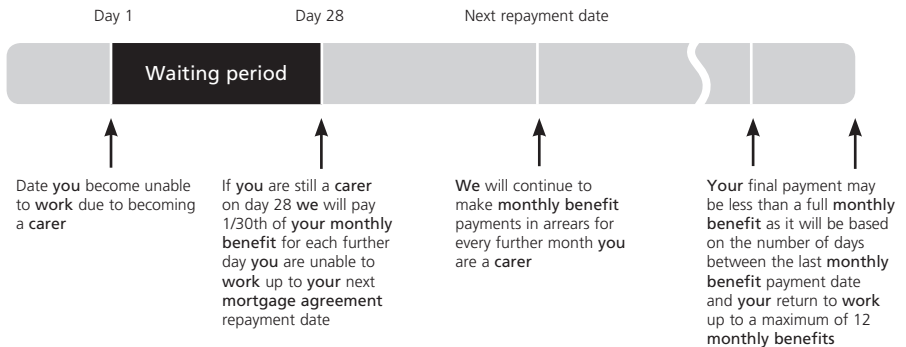 Day 1
Day 28
Next repayment date
Waiting period
Date you become unable
to work due to becoming
a carer
If you are still a carer
on day 28 we will pay
1/30th of your monthly
benefit for each further
day you are unable to
work up to your next
mortgage agreement
repayment date
We will continue to
make monthly benefit
payments in arrears for
every further month you
are a carer
Your final payment may
be less than a full monthly
benefit as it will be based
on the number of days
between the last monthly
benefit payment date
and your return to work
up to a maximum of 12
monthly benefits